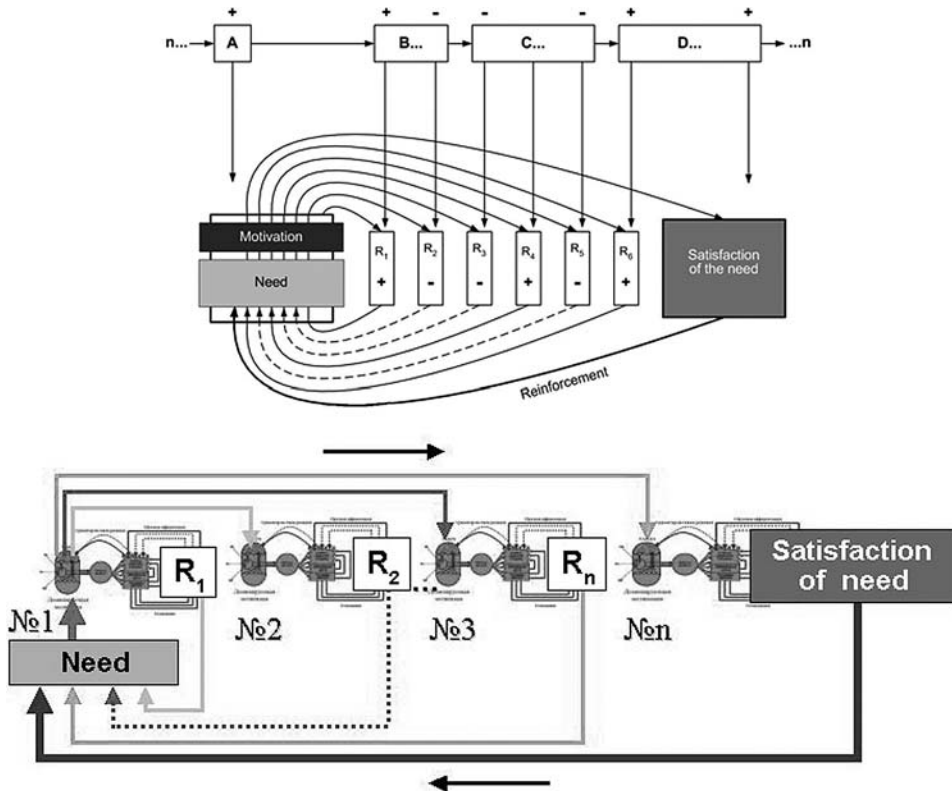 + + - - - + +
n... A B... C... D... ...n
Motivation
Need
R1
+
R2
-
R3
-
R4
+
R5
-
R6
+
Satisfaction
of the need
Reinforcement
R1
R2
Rn
Satisfaction
of need
№1
№2
№3
№n
Need